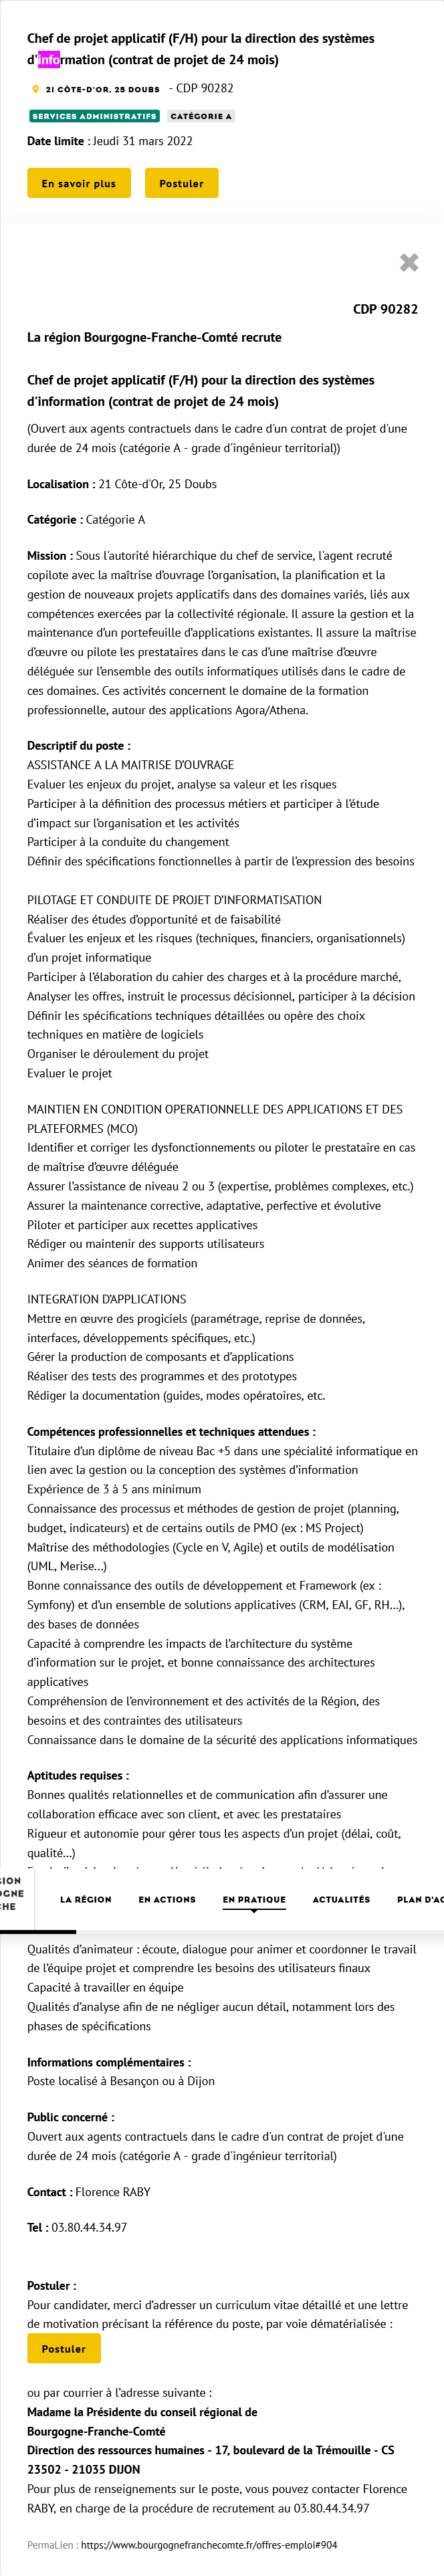 Chef de projet applicatif (F/H) pour la direction des systèmes
d'information (contrat de projet de 24 mois)
21 CÔTE-D'OR, 25 DOUBS - CDP 90282
SERVICES ADMINISTRATIFS CATÉGORIE A
Date limite : Jeudi 31 mars 2022
En savoir plus Postuler
CDP 90282
La région Bourgogne-Franche-Comté recrute
Chef de projet applicatif (F/H) pour la direction des systèmes
d'information (contrat de projet de 24 mois)
(Ouvert aux agents contractuels dans le cadre d'un contrat de projet d'une
durée de 24 mois (catégorie A - grade d'ingénieur territorial))
Localisation : 21 Côte-d'Or, 25 Doubs
Catégorie : Catégorie A
Mission : Sous l'autorité hiérarchique du chef de service, l'agent recruté
copilote avec la maîtrise d'ouvrage l'organisation, la planification et la
gestion de nouveaux projets applicatifs dans des domaines variés, liés aux
compétences exercées par la collectivité régionale. Il assure la gestion et la
maintenance d'un portefeuille d'applications existantes. Il assure la maîtrise
d'œuvre ou pilote les prestataires dans le cas d'une maîtrise d'œuvre
déléguée sur l'ensemble des outils informatiques utilisés dans le cadre de
ces domaines. Ces activités concernent le domaine de la formation
professionnelle, autour des applications Agora/Athena.
Descriptif du poste :
ASSISTANCE A LA MAITRISE D'OUVRAGE
Evaluer les enjeux du projet, analyse sa valeur et les risques
Participer à la définition des processus métiers et participer à l'étude
d'impact sur l'organisation et les activités
Participer à la conduite du changement
Définir des spécifications fonctionnelles à partir de l'expression des besoins
PILOTAGE ET CONDUITE DE PROJET D'INFORMATISATION
Réaliser des études d'opportunité et de faisabilité
Évaluer les enjeux et les risques (techniques, financiers, organisationnels)
d'un projet informatique
Participer à l'élaboration du cahier des charges et à la procédure marché,
Analyser les offres, instruit le processus décisionnel, participer à la décision
Définir les spécifications techniques détaillées ou opère des choix
techniques en matière de logiciels
Organiser le déroulement du projet
Evaluer le projet
MAINTIEN EN CONDITION OPERATIONNELLE DES APPLICATIONS ET DES
PLATEFORMES (MCO)
Identifier et corriger les dysfonctionnements ou piloter le prestataire en cas
de maîtrise d'œuvre déléguée
Assurer l'assistance de niveau 2 ou 3 (expertise, problèmes complexes, etc.)
Assurer la maintenance corrective, adaptative, perfective et évolutive
Piloter et participer aux recettes applicatives
Rédiger ou maintenir des supports utilisateurs
Animer des séances de formation
INTEGRATION D'APPLICATIONS
Mettre en œuvre des progiciels (paramétrage, reprise de données,
interfaces, développements spécifiques, etc.)
Gérer la production de composants et d'applications
Réaliser des tests des programmes et des prototypes
Rédiger la documentation (guides, modes opératoires, etc.
Compétences professionnelles et techniques attendues :
Titulaire d'un diplôme de niveau Bac +5 dans une spécialité informatique en
lien avec la gestion ou la conception des systèmes d'information
Expérience de 3 à 5 ans minimum
Connaissance des processus et méthodes de gestion de projet (planning,
budget, indicateurs) et de certains outils de PMO (ex : MS Project)
Maîtrise des méthodologies (Cycle en V, Agile) et outils de modélisation
(UML, Merise...)
Bonne connaissance des outils de développement et Framework (ex :
Symfony) et d'un ensemble de solutions applicatives (CRM, EAI, GF, RH...),
des bases de données
Capacité à comprendre les impacts de l'architecture du système
d'information sur le projet, et bonne connaissance des architectures
applicatives
Compréhension de l'environnement et des activités de la Région, des
besoins et des contraintes des utilisateurs
Connaissance dans le domaine de la sécurité des applications informatiques
Aptitudes requises :
Bonnes qualités relationnelles et de communication afin d'assurer une
collaboration efficace avec son client, et avec les prestataires
Rigueur et autonomie pour gérer tous les aspects d'un projet (délai, coût,
qualité...)
LA RÉGION EN ACTIONS EN PRATIQUE ACTUALITÉS PLAN D'AC
Qualités d'animateur : écoute, dialogue pour animer et coordonner le travail
de l'équipe projet et comprendre les besoins des utilisateurs finaux
Capacité à travailler en équipe
Qualités d'analyse afin de ne négliger aucun détail, notamment lors des
phases de spécifications
Informations complémentaires :
Poste localisé à Besançon ou à Dijon
Public concerné :
Ouvert aux agents contractuels dans le cadre d'un contrat de projet d'une
durée de 24 mois (catégorie A - grade d'ingénieur territorial)
Contact : Florence RABY
Tel : 03.80.44.34.97
Postuler :
Pour candidater, merci d'adresser un curriculum vitae détaillé et une lettre
de motivation précisant la référence du poste, par voie dématérialisée :
Postuler
ou par courrier à l'adresse suivante :
Madame la Présidente du conseil régional de
Bourgogne-Franche-Comté
Direction des ressources humaines - 17, boulevard de la Trémouille - CS
23502 - 21035 DIJON
Pour plus de renseignements sur le poste, vous pouvez contacter Florence
RABY, en charge de la procédure de recrutement au 03.80.44.34.97
PermaLien : https://www.bourgognefranchecomte.fr/offres-emploi#904